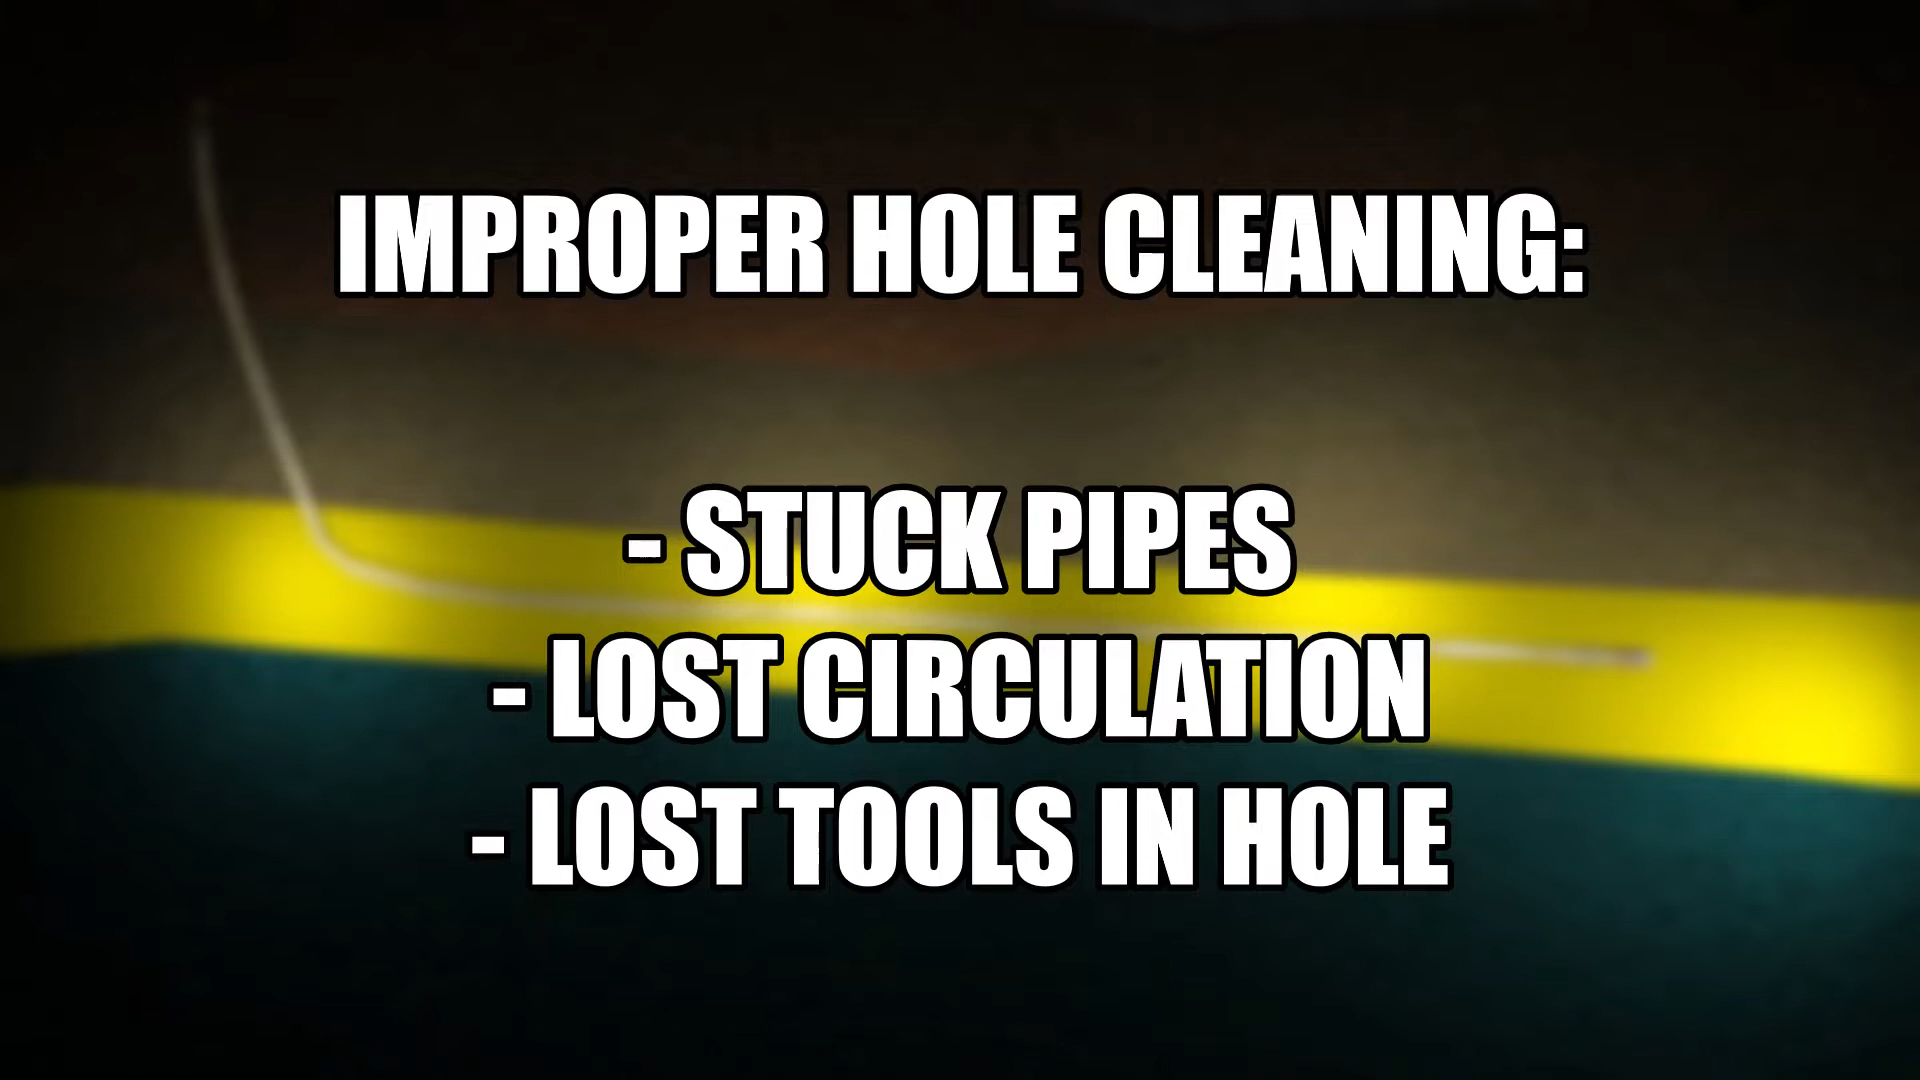 IMPROPER HOLE CLEANING:
- STUCK PIPES
- LOST CIRCULATION
- LOST TOOLS IN HOLE